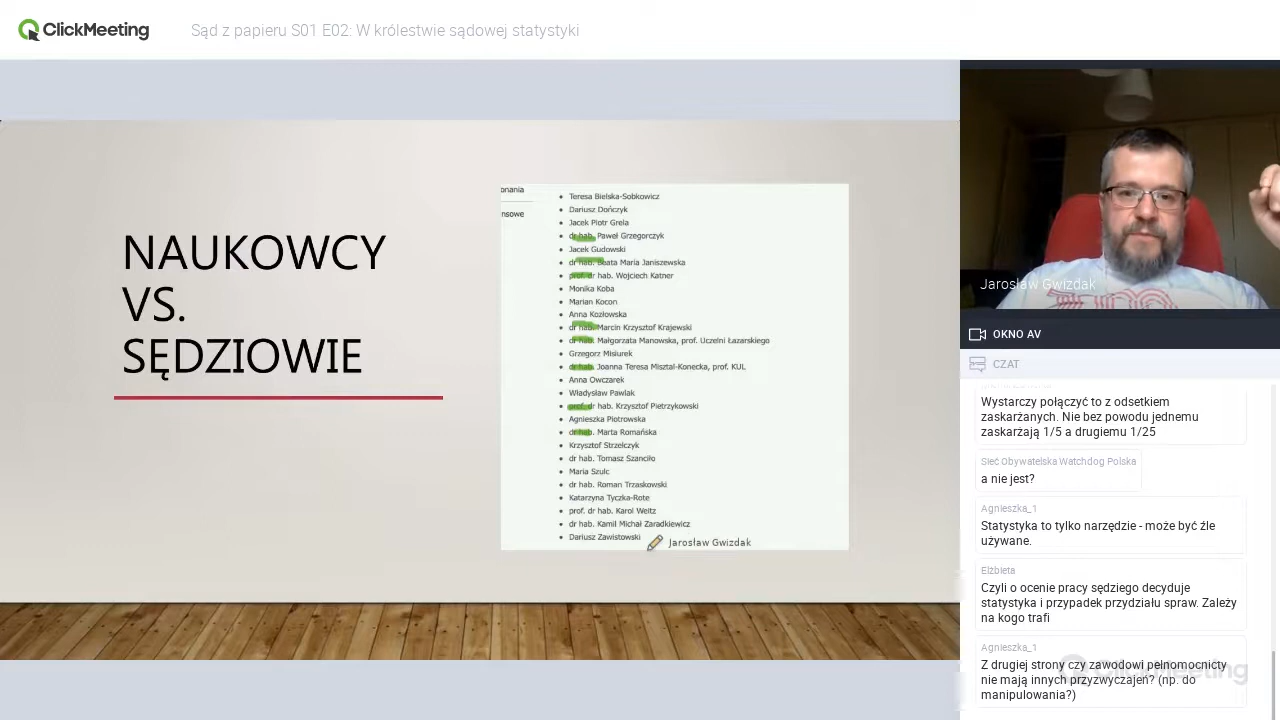 ClickMeeting
Sąd z papieru S01 E02: W królestwie sądowej statystyki
NAUKOWCY
VS.
SĘDZIOWIE
onania
nsowe
Teresa Bielska-Sobkowicz
Dariusz Dończyk
Jacek Piotr Grela
dr hab. Paweł Grzegorczyk
Jacek Gudowski
dr hab. Beata Maria Janiszewska
prof. dr hab. Wojciech Katner
Monika Koba
Marian Kocon
Anna Kozłowska
dr hab. Marcin Krzysztof Krajewski
dr hab. Małgorzata Manowska, prof. Uczelni Łazarskiego
Grzegorz Misiurek
dr hab. Joanna Teresa Misztal-Konecka, prof. KUL
Anna Owczarek
Władysław Pawlak
prof. dr hab. Krzysztof Pietrzykowski
Agnieszka Piotrowska
dr hab. Marta Romańska
Krzysztof Strzelczyk
dr hab. Tomasz Szanciło
Maria Szulc
dr hab. Roman Trzaskowski
Katarzyna Tyczka-Rote
prof. dr hab. Karol Weitz
dr hab. Kamil Michał Zaradkiewicz
Dariusz Zawistowski
Jarosław Gwizdak
Jarosław Gwizdak
OKNO AV
CZAT
Wystarczy połączyć to z odsetkiem
zaskarżanych. Nie bez powodu jednemu
zaskarżają 1/5 a drugiemu 1/25
Sieć Obywatelska Watchdog Polska
a nie jest?
Agnieszka_1
Statystyka to tylko narzędzie - może być źle
używane.
Elżbieta
Czyli o ocenie pracy sędziego decyduje
statystyka i przypadek przydziału spraw. Zależy
na kogo trafi
Agnieszka_1
Z drugiej strony czy zawodowi pełnomocnicy
nie mają innych przyzwyczajeń? (np. do
manipulowania?)
ClickMeeting